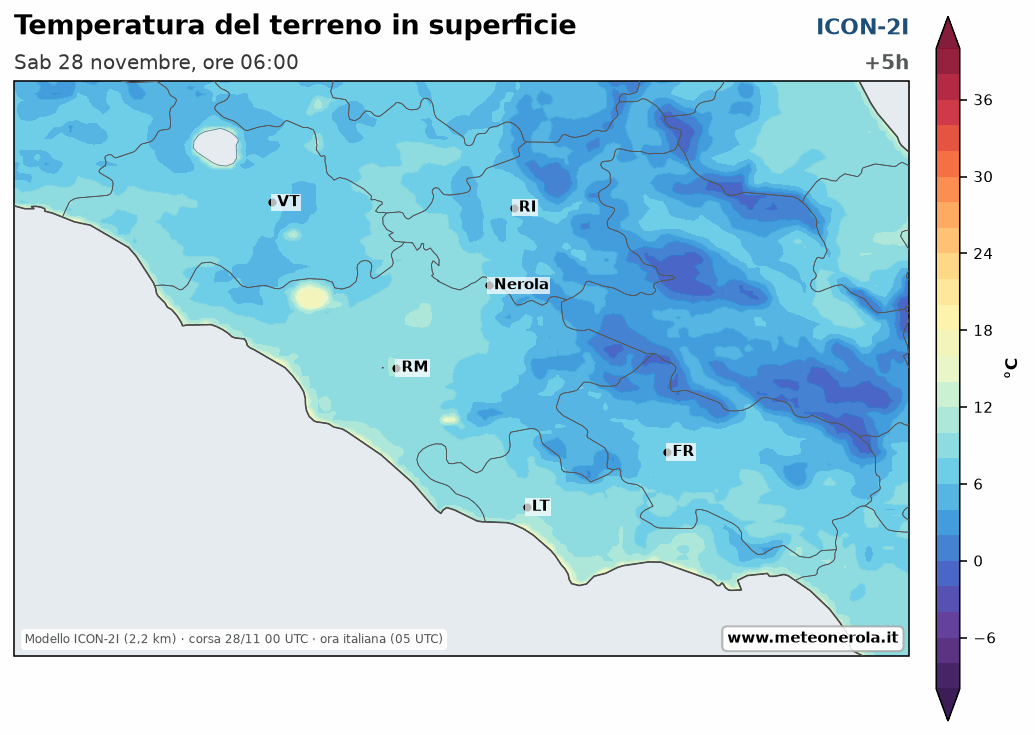 Temperatura del terreno in superficie
ICON-2I
Sab 28 novembre, ore 06:00
+5h
VT
RI
Nerola
RM
FR
LT
36
30
24
18
12
6
0
−6
°C
Modello ICON-2I (2,2 km) · corsa 28/11 00 UTC · ora italiana (05 UTC)
www.meteonerola.it